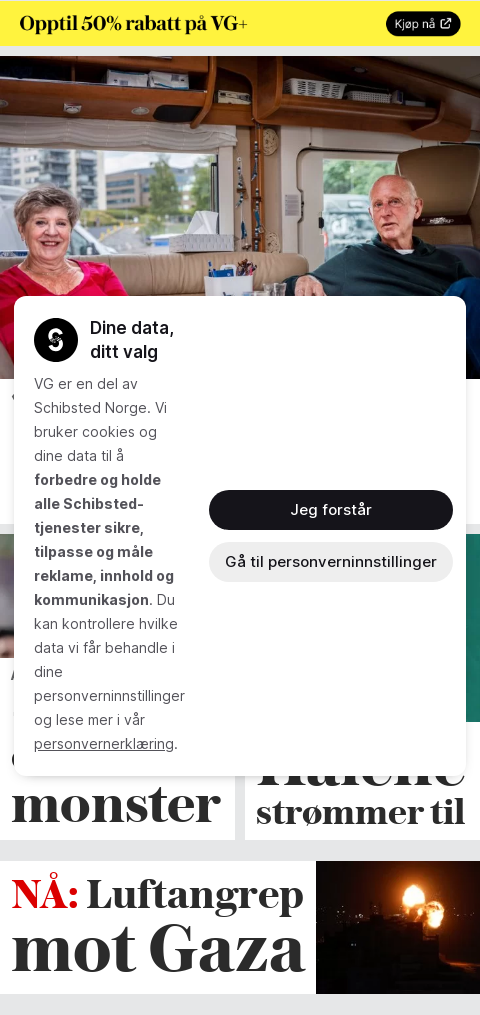 Opptil 50% rabatt på VG+
Kjøp nå
Dine data,
ditt valg
VG er en del av
Schibsted Norge. Vi
bruker cookies og
dine data til å
forbedre og holde
alle Schibsted-
tjenester sikre,
tilpasse og måle
reklame, innhold og
kommunikasjon. Du
kan kontrollere hvilke
data vi får behandle i
dine
personverninnstillinger
og lese mer i vår
personvernerklæring.
Jeg forstår
Gå til personverninnstillinger
monster
strømmer til
NÅ: Luftangrep
mot Gaza